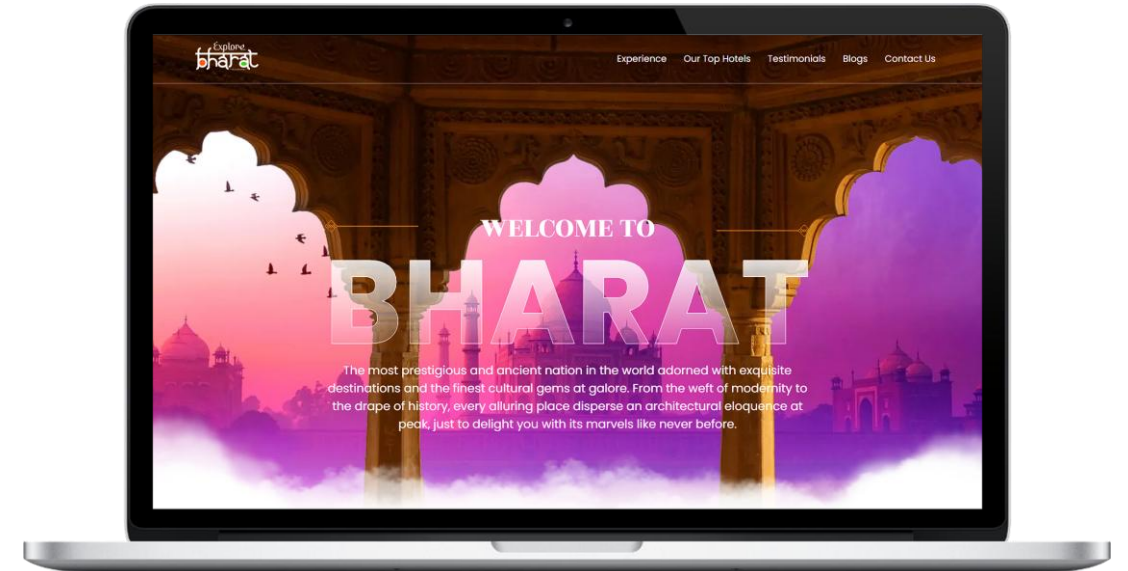 Explore
bharat
Experience Our Top Hotels Testimonials Blogs Contact Us
WELCOME TO
BHARAT
The most prestigious and ancient nation in the world adorned with exquisite
destinations and the finest cultural gems at galore. From the weft of modernity to
the drape of history, every alluring place disperse an architectural eloquence at
peak, just to delight you with its marvels like never before.